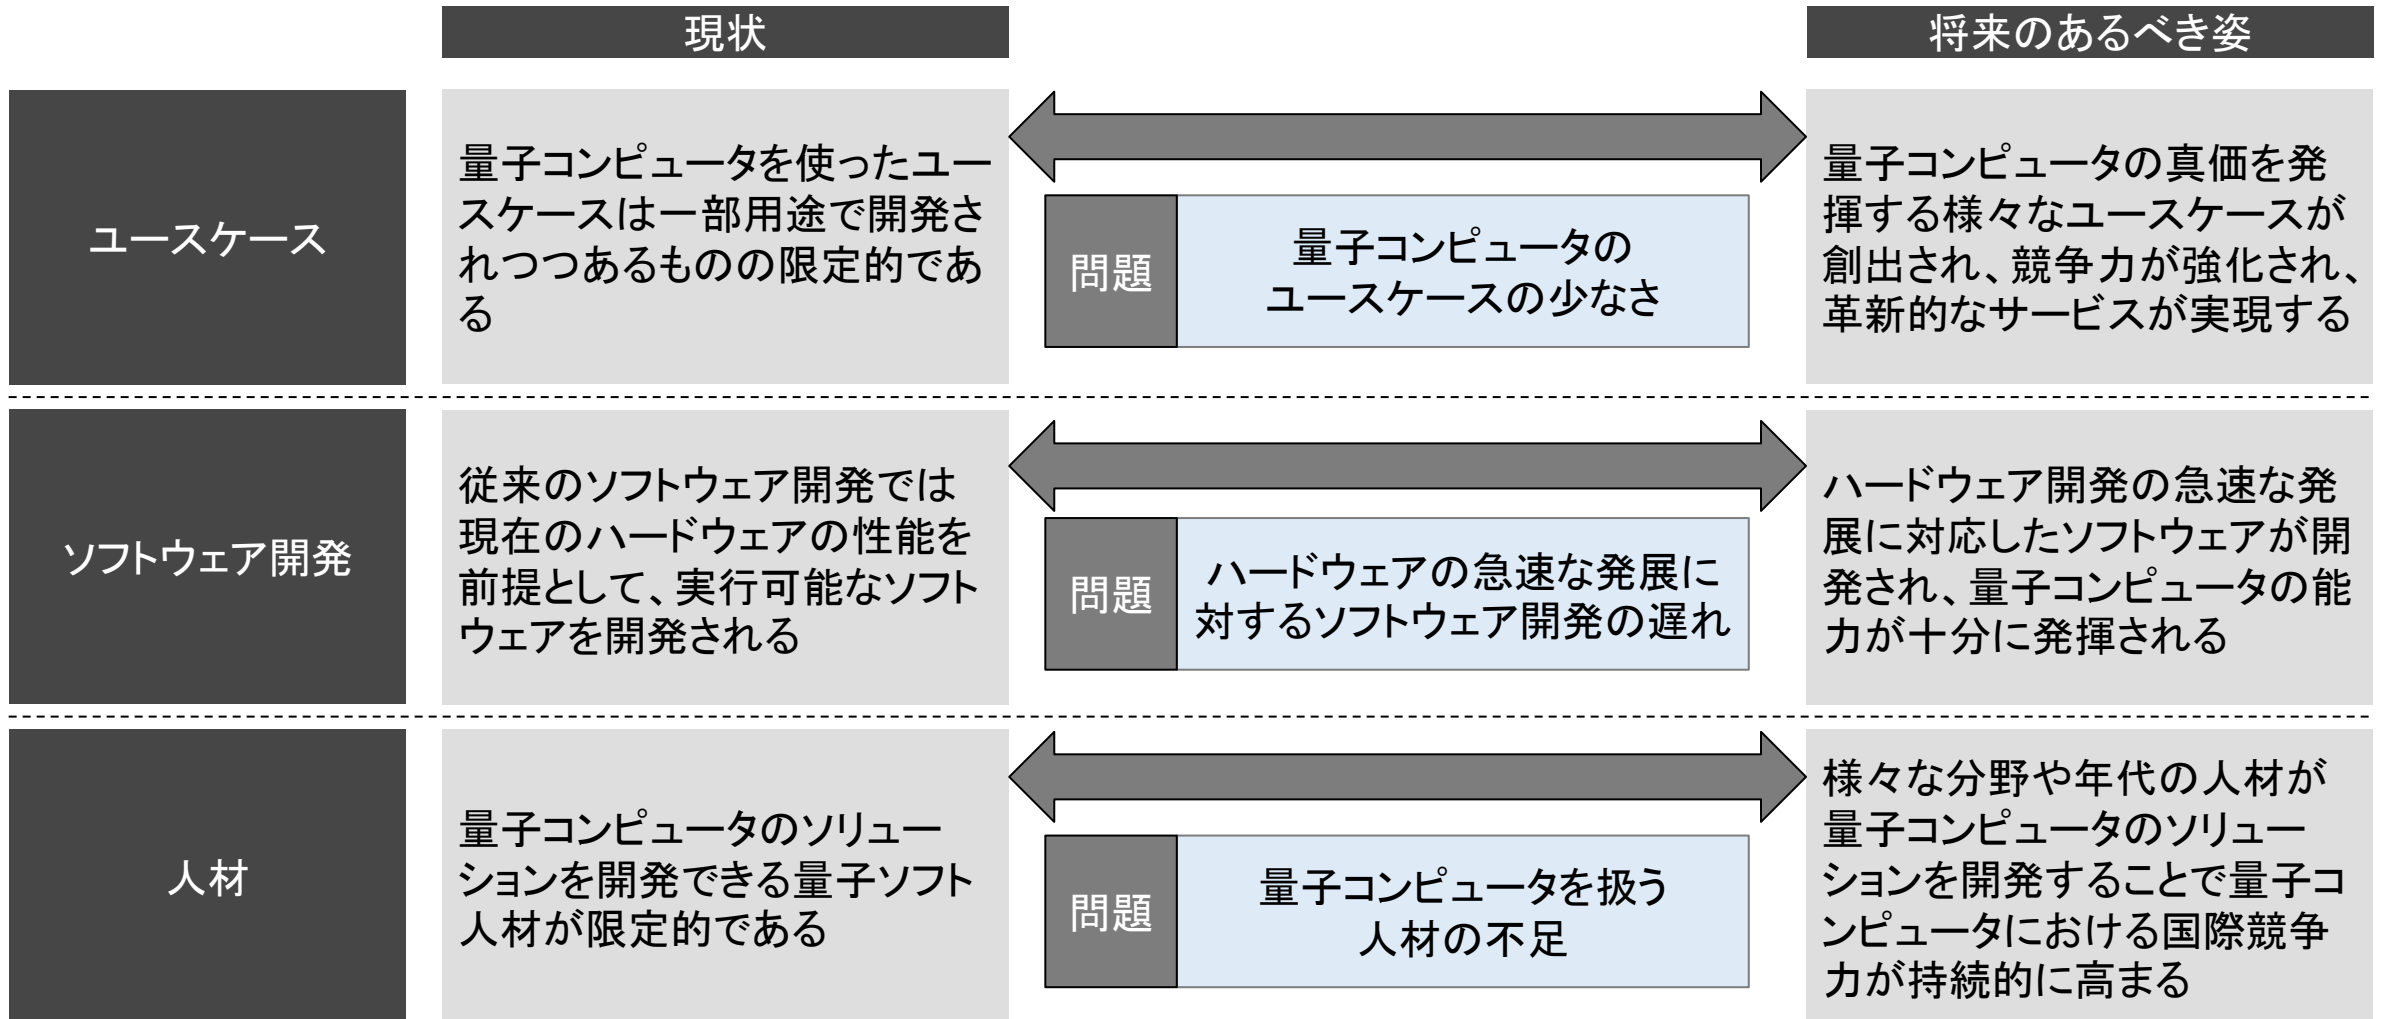 現状
将来のあるべき姿
ユースケース
量子コンピュータを使ったユー
スケースは一部用途で開発さ
れつつあるものの限定的であ
る
問題
量子コンピュータの
ユースケースの少なさ
量子コンピュータの真価を発
揮する様々なユースケースが
創出され、競争力が強化され、
革新的なサービスが実現する
ソフトウェア開発
従来のソフトウェア開発では
現在のハードウェアの性能を
前提として、実行可能なソフト
ウェアを開発される
問題
ハードウェアの急速な発展に
対するソフトウェア開発の遅れ
ハードウェア開発の急速な発
展に対応したソフトウェアが開
発され、量子コンピュータの能
力が十分に発揮される
人材
量子コンピュータのソリュー
ションを開発できる量子ソフト
人材が限定的である
問題
量子コンピュータを扱う
人材の不足
様々な分野や年代の人材が
量子コンピュータのソリュー
ションを開発することで量子コ
ンピュータにおける国際競争
力が持続的に高まる